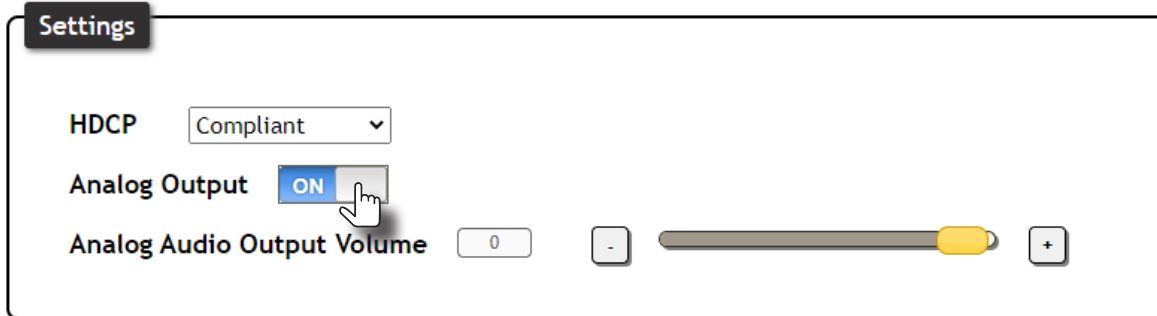 Settings
HDCP Compliant
Analog Output ON
Analog Audio Output Volume 0 - +